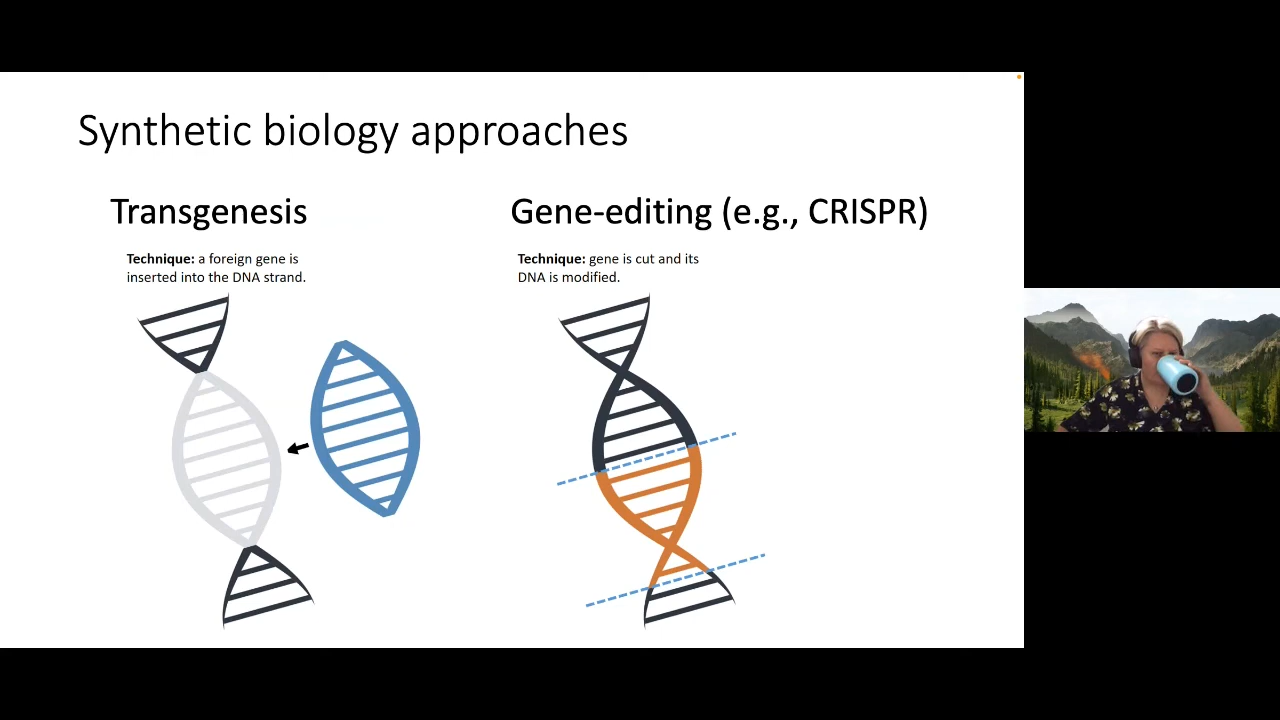 Synthetic biology approaches
Transgenesis
Technique: a foreign gene is
inserted into the DNA strand.
Gene-editing (e.g., CRISPR)
Technique: gene is cut and its
DNA is modified.